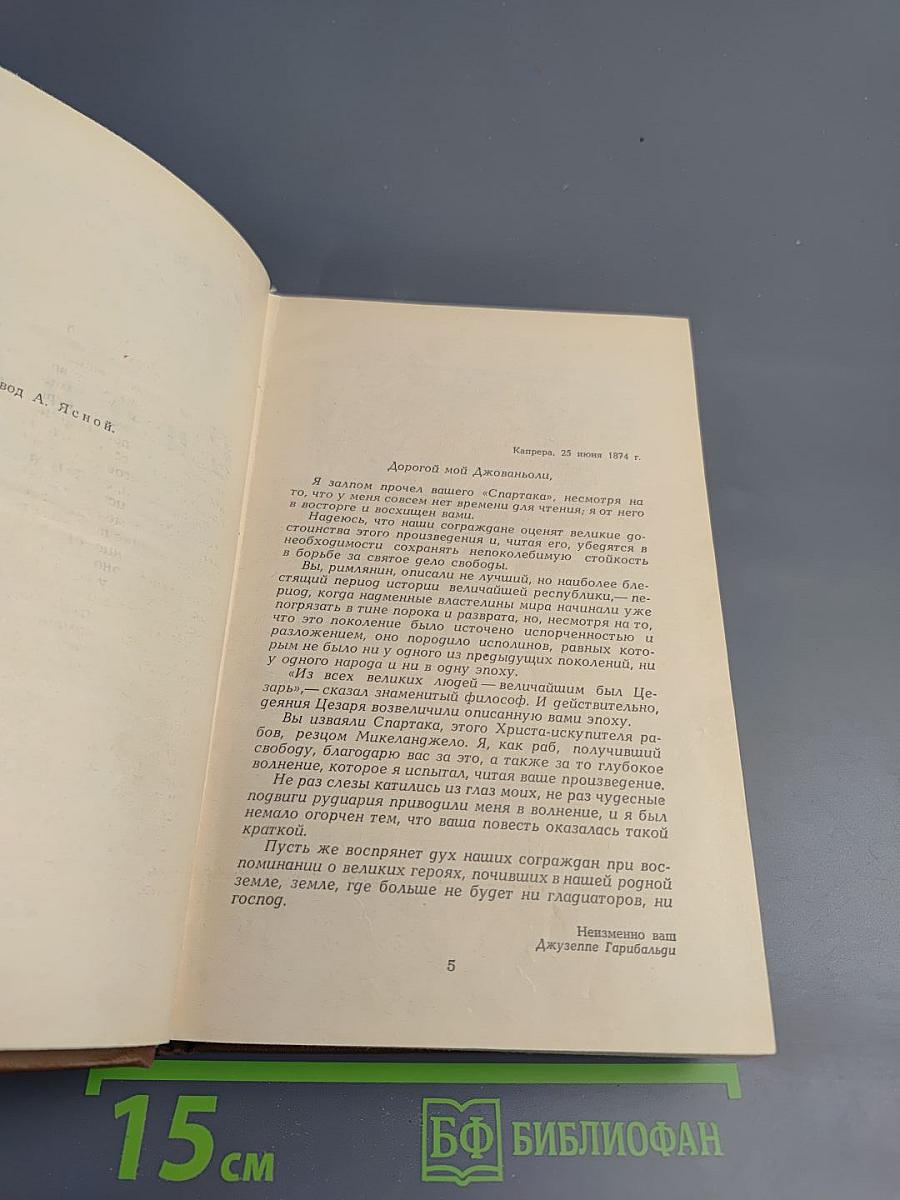 вод А. Ясной.
Капрера, 25 июня 1874 г.
Дорогой мой Джованьоли,
Я залпом прочел вашего «Спартака», несмотря на
то, что у меня совсем нет времени для чтения; я от него
в восторге и восхищен вами.
Надеюсь, что наши сограждане оценят великие до-
стоинства этого произведения и, читая его, убедятся в
необходимости сохранять непоколебимую стойкость
в борьбе за святое дело свободы.
Вы, римлянин, описали не лучший, но наиболее бле-
стящий период истории величайшей республики,— пе-
риод, когда надменные властелины мира начинали уже
погрязать в тине порока и разврата, но, несмотря на то,
что это поколение было источено испорченностью и
разложением, оно породило исполинов, равных кото-
рым не было ни у одного из предыдущих поколений, ни
у одного народа и ни в одну эпоху.
«Из всех великих людей — величайшим был Це-
зарь»,— сказал знаменитый философ. И действительно,
деяния Цезаря возвеличили описанную вами эпоху.
Вы изваяли Спартака, этого Христа-искупителя ра-
бов, резцом Микеланджело. Я, как раб, получивший
свободу, благодарю вас за это, а также за то глубокое
волнение, которое я испытал, читая ваше произведение.
Не раз слезы катились из глаз моих, не раз чудесные
подвиги рудиария приводили меня в волнение, и я был
немало огорчен тем, что ваша повесть оказалась такой
краткой.
Пусть же воспрянет дух наших сограждан при вос-
поминании о великих героях, почивших в нашей родной
земле, земле, где больше не будет ни гладиаторов, ни
господ.
Неизменно ваш
Джузеппе Гарибальди
5
15 см
БФ БИБЛИОФАН